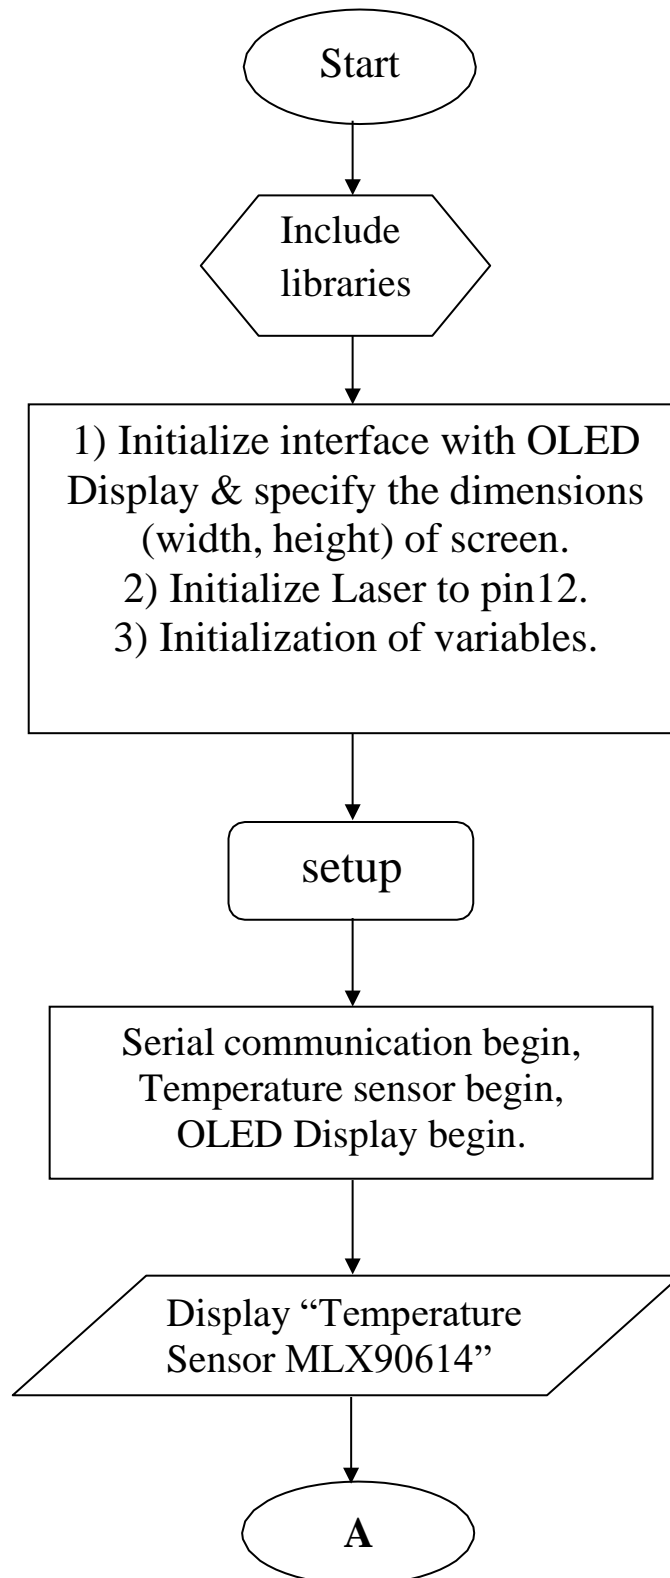 Start
Include
libraries
1) Initialize interface with OLED
Display & specify the dimensions
(width, height) of screen.
2) Initialize Laser to pin12.
3) Initialization of variables.
setup
Serial communication begin,
Temperature sensor begin,
OLED Display begin.
Display “Temperature
Sensor MLX90614”
A